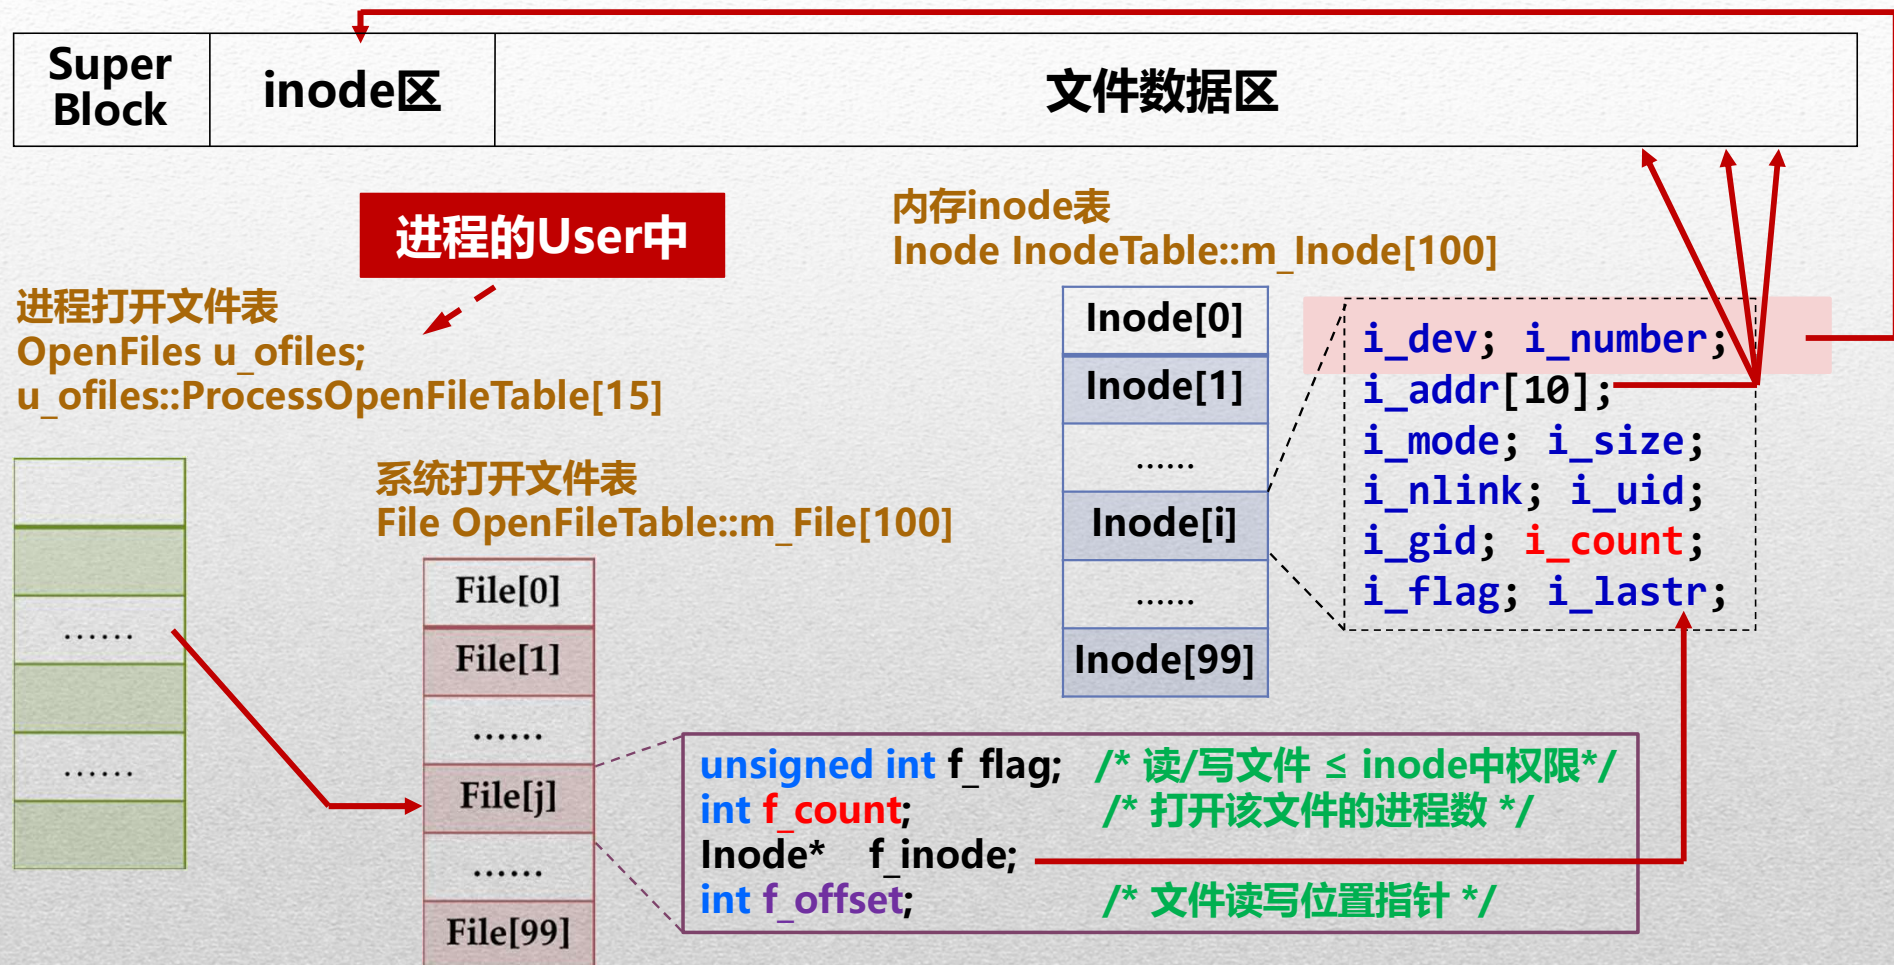 Super
Block
inode区
文件数据区
进程的User中
内存inode表
Inode InodeTable::m_Inode[100]
进程打开文件表
OpenFiles u_ofiles;
u_ofiles::ProcessOpenFileTable[15]
……
……
系统打开文件表
File OpenFileTable::m_File[100]
File[0]
File[1]
……
File[j]
……
File[99]
Inode[0]
Inode[1]
……
Inode[i]
……
Inode[99]
i_dev; i_number;
i_addr[10];
i_mode; i_size;
i_nlink; i_uid;
i_gid; i_count;
i_flag; i_lastr;
unsigned int f_flag; /* 读/写文件 ≤ inode中权限*/
int f_count; /* 打开该文件的进程数 */
Inode* f_inode;
int f_offset; /* 文件读写位置指针 */